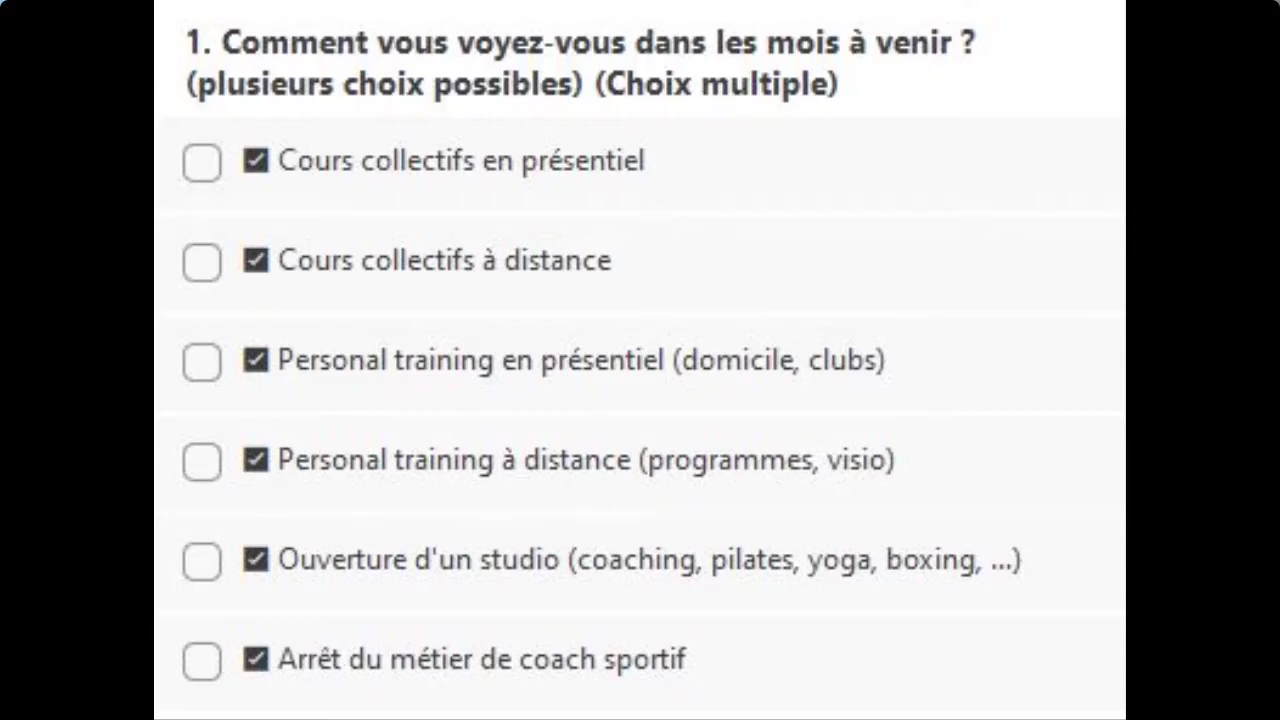 1. Comment vous voyez-vous dans les mois à venir ?
(plusieurs choix possibles) (Choix multiple)
Cours collectifs en présentiel
Cours collectifs à distance
Personal training en présentiel (domicile, clubs)
Personal training à distance (programmes, visio)
Ouverture d'un studio (coaching, pilates, yoga, boxing, ...)
Arrêt du métier de coach sportif